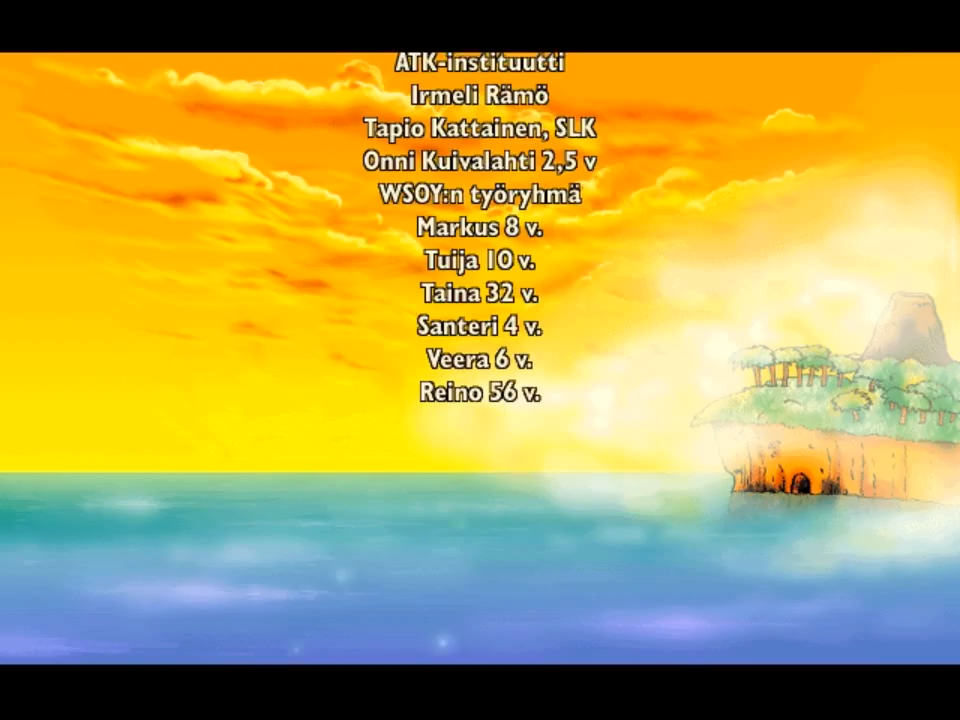 ATK-instituutti
Irmeli Rämö
Tapio Kattainen, SLK
Onni Kuivalahti 2,5 v
WSOY:n työryhmä
Markus 8 v.
Tuija 10 v.
Taina 32 v.
Santeri 4 v.
Veera 6 v.
Reino 56 v.